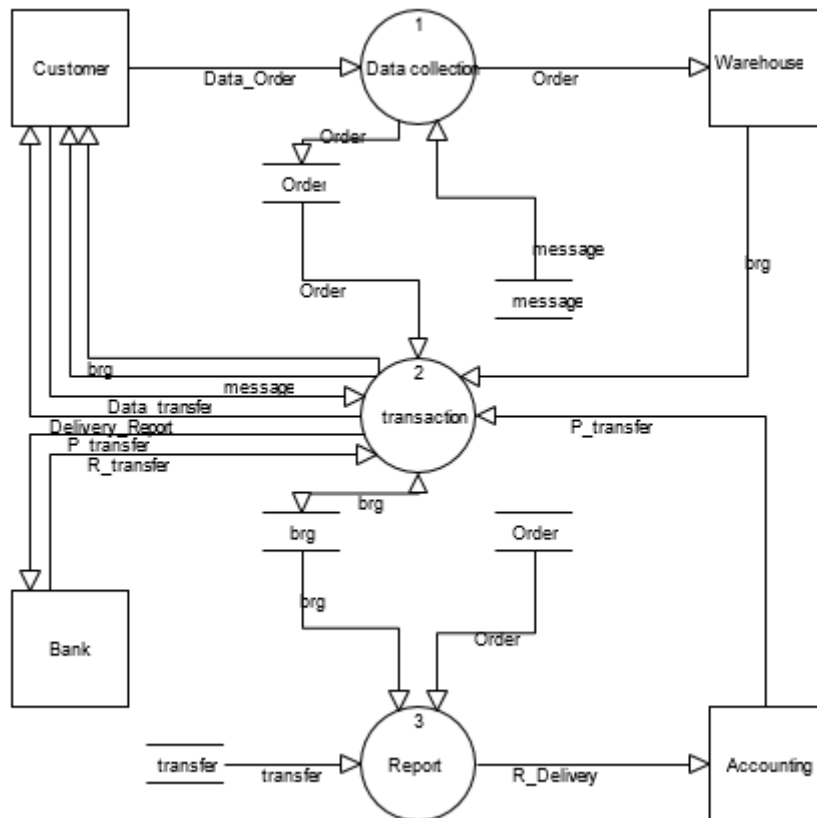 1
Customer
Data collection
Warehouse
Data_Order
Order
Order
Order
message
message
brg
Order
2
brg
message
transaction
Data_transfer
P_transfer
Delivery_Report
P_transfer
R_transfer
brg
brg
Order
brg
Order
Bank
3
transfer
transfer
Report
R_Delivery
Accounting